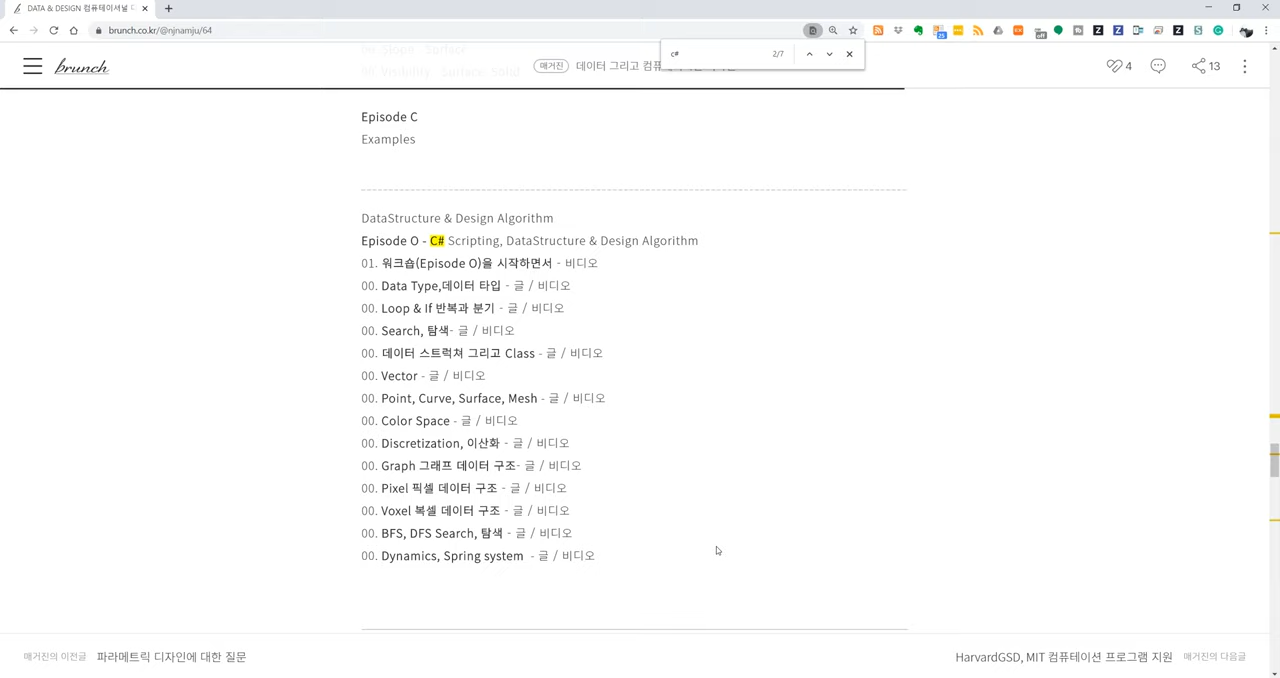 DATA & DESIGN 컴퓨테이셔널 디
brunch.co.kr/@njnamju/64
c#
2/7
brunch
매거진
데이터 그리고 컴퓨
4
13
00. Visibility Surface Solid
Episode C
Examples
DataStructure & Design Algorithm
Episode O - C# Scripting, DataStructure & Design Algorithm
01. 워크숍(Episode O)을 시작하면서 - 비디오
00. Data Type,데이터 타입 - 글 / 비디오
00. Loop & If 반복과 분기 - 글 / 비디오
00. Search, 탐색- 글 / 비디오
00. 데이터 스트럭쳐 그리고 Class - 글 / 비디오
00. Vector - 글 / 비디오
00. Point, Curve, Surface, Mesh - 글 / 비디오
00. Color Space - 글 / 비디오
00. Discretization, 이산화 - 글 / 비디오
00. Graph 그래프 데이터 구조- 글 / 비디오
00. Pixel 픽셀 데이터 구조 - 글 / 비디오
00. Voxel 복셀 데이터 구조 - 글 / 비디오
00. BFS, DFS Search, 탐색 - 글 / 비디오
00. Dynamics, Spring system - 글 / 비디오
매거진의 이전글 파라메트릭 디자인에 대한 질문
HarvardGSD, MIT 컴퓨테이션 프로그램 지원 매거진의 다음글